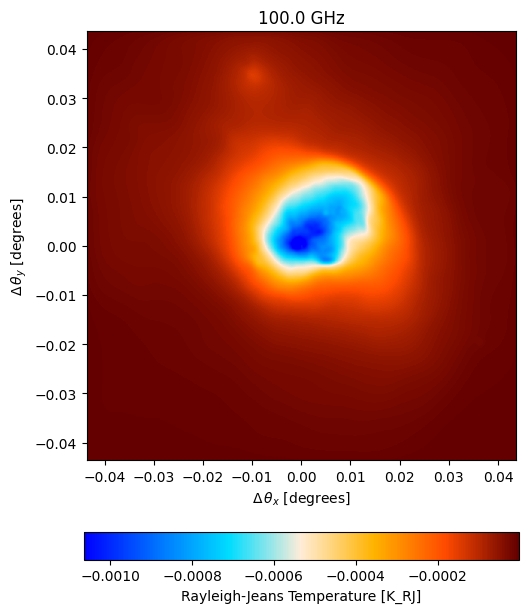 100.0 GHz
0.04
0.03
0.02
0.01
0.00
−0.01
−0.02
−0.03
−0.04
Δ θy [degrees]
−0.04 −0.03 −0.02 −0.01 0.00 0.01 0.02 0.03 0.04
Δ θx [degrees]
−0.0010 −0.0008 −0.0006 −0.0004 −0.0002
Rayleigh-Jeans Temperature [K_RJ]